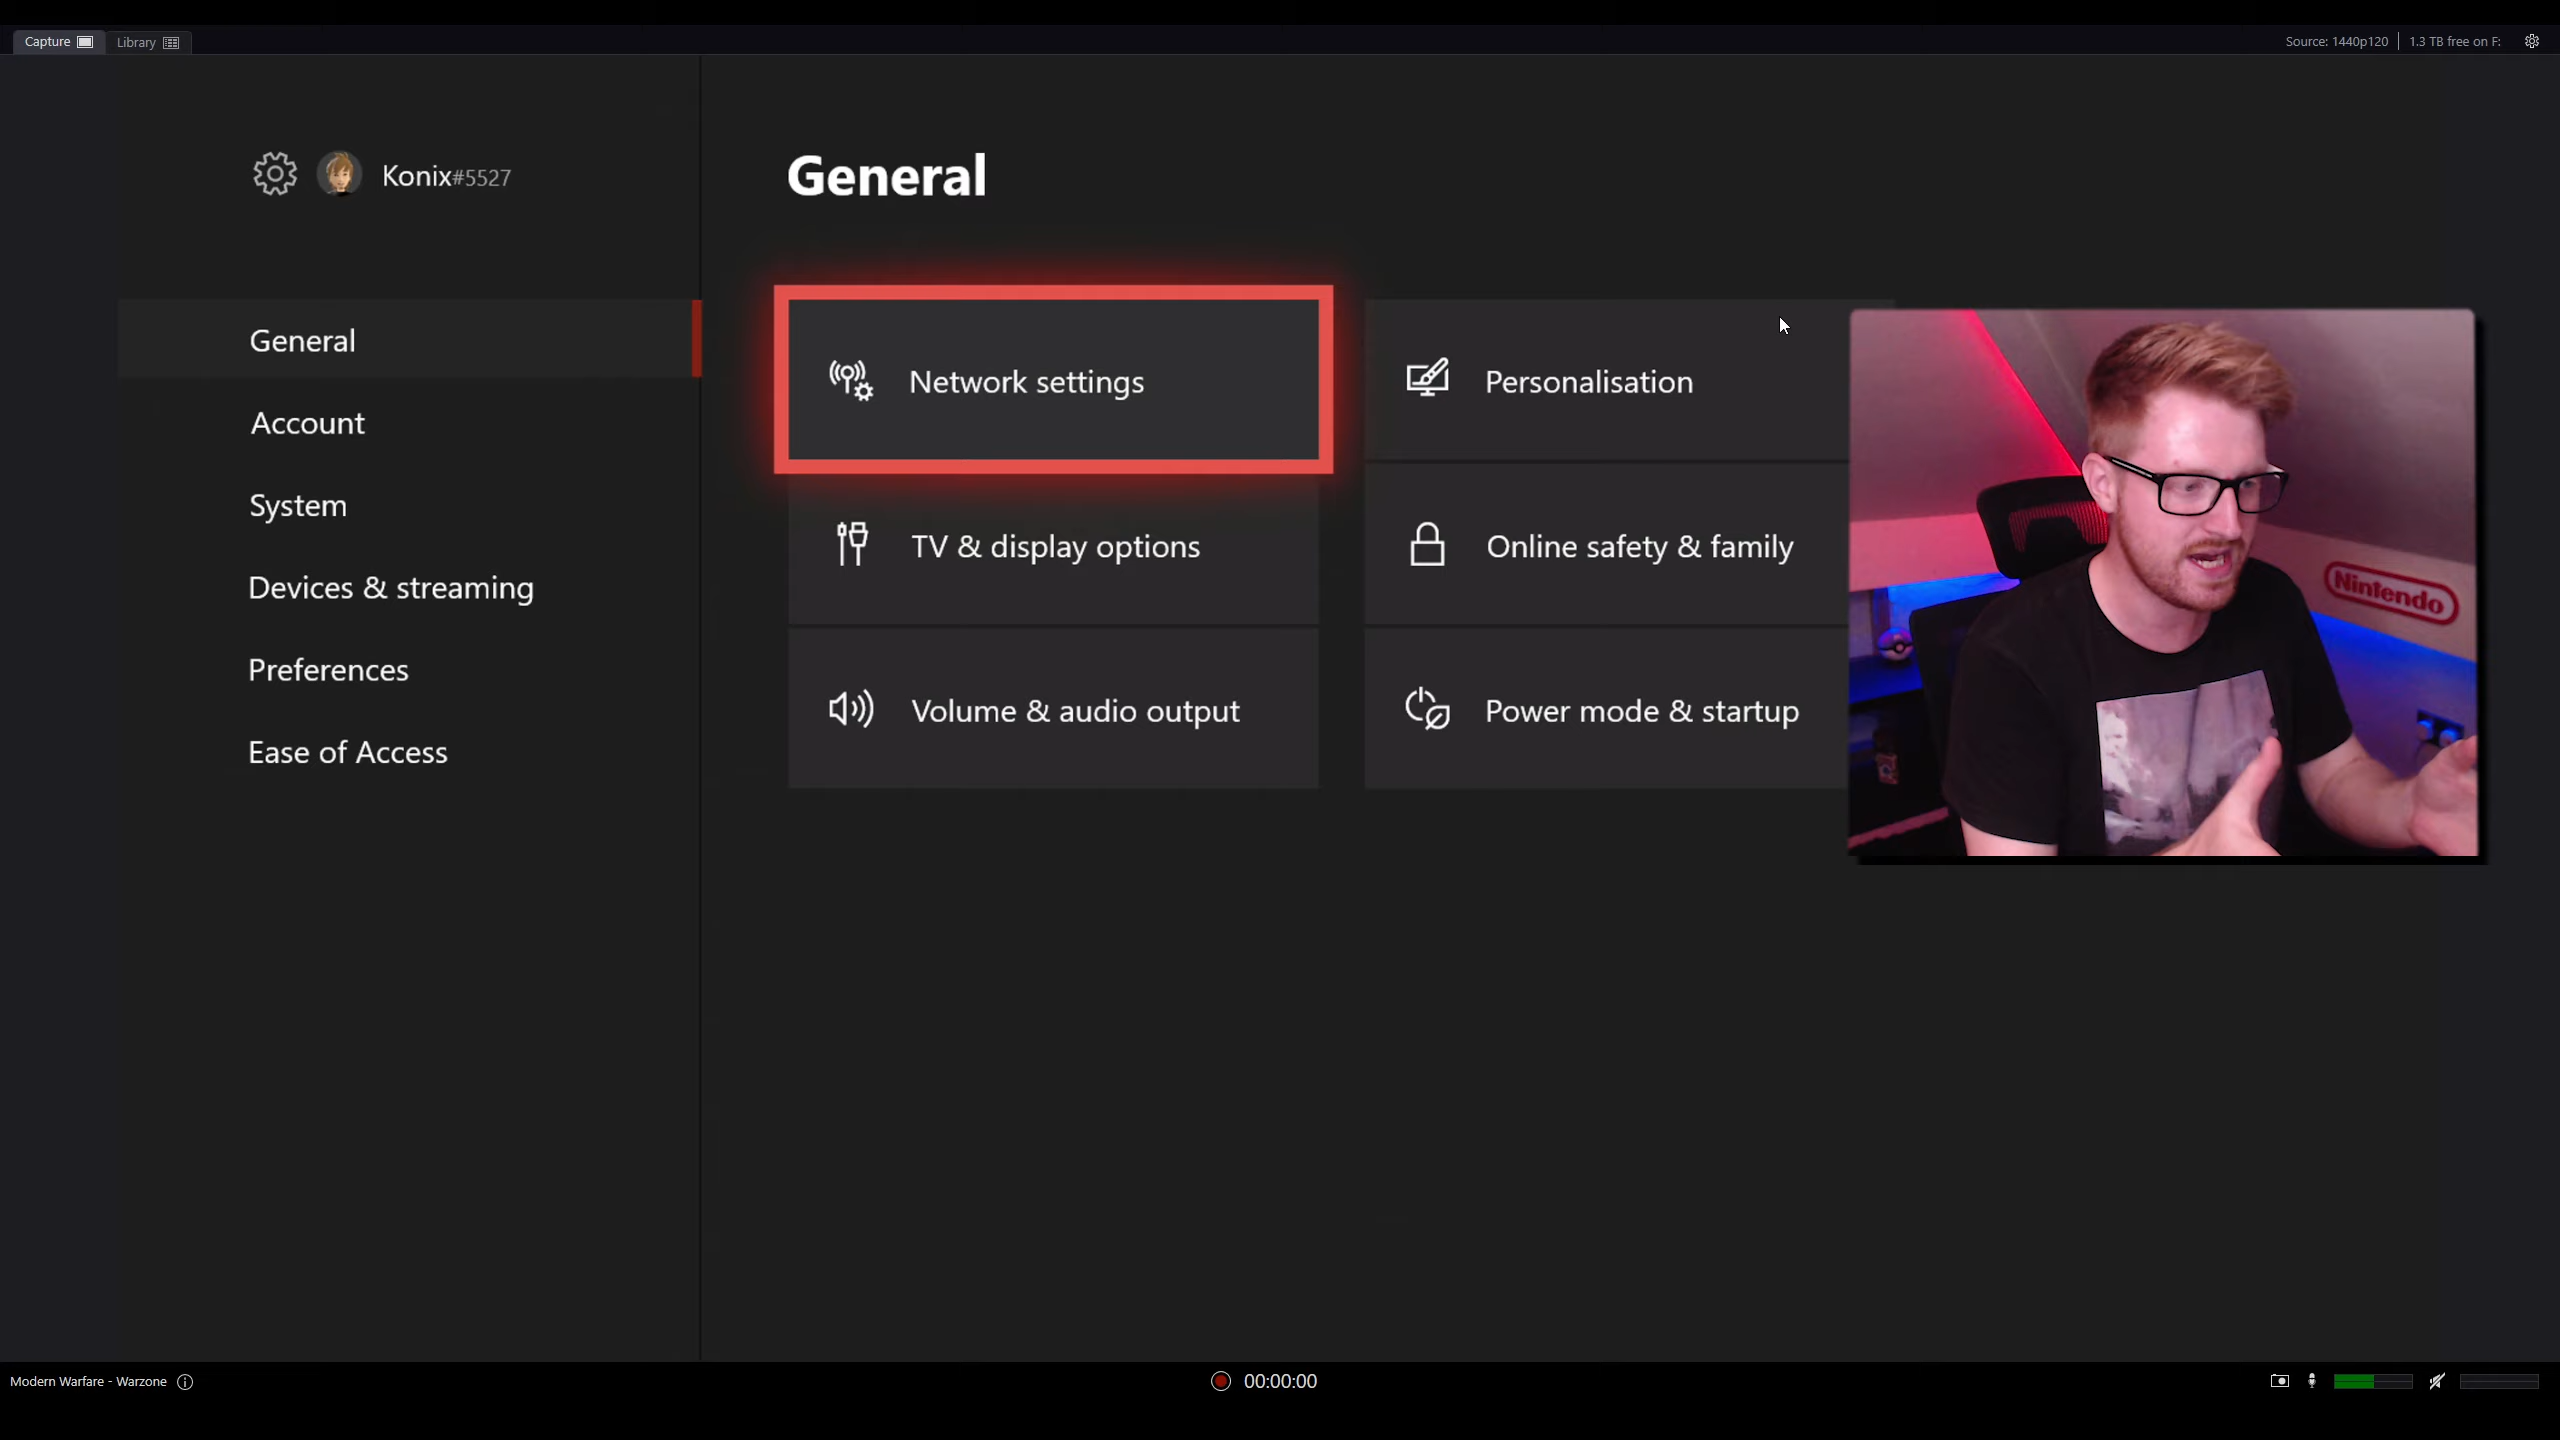 Capture
Library
Source: 1440p120
1.3 TB free on F:
Konix#5527
General
General
Account
System
Devices & streaming
Preferences
Ease of Access
Network settings
Personalisation
TV & display options
Online safety & family
Volume & audio output
Power mode & startup
Nintendo
Modern Warfare - Warzone
00:00:00